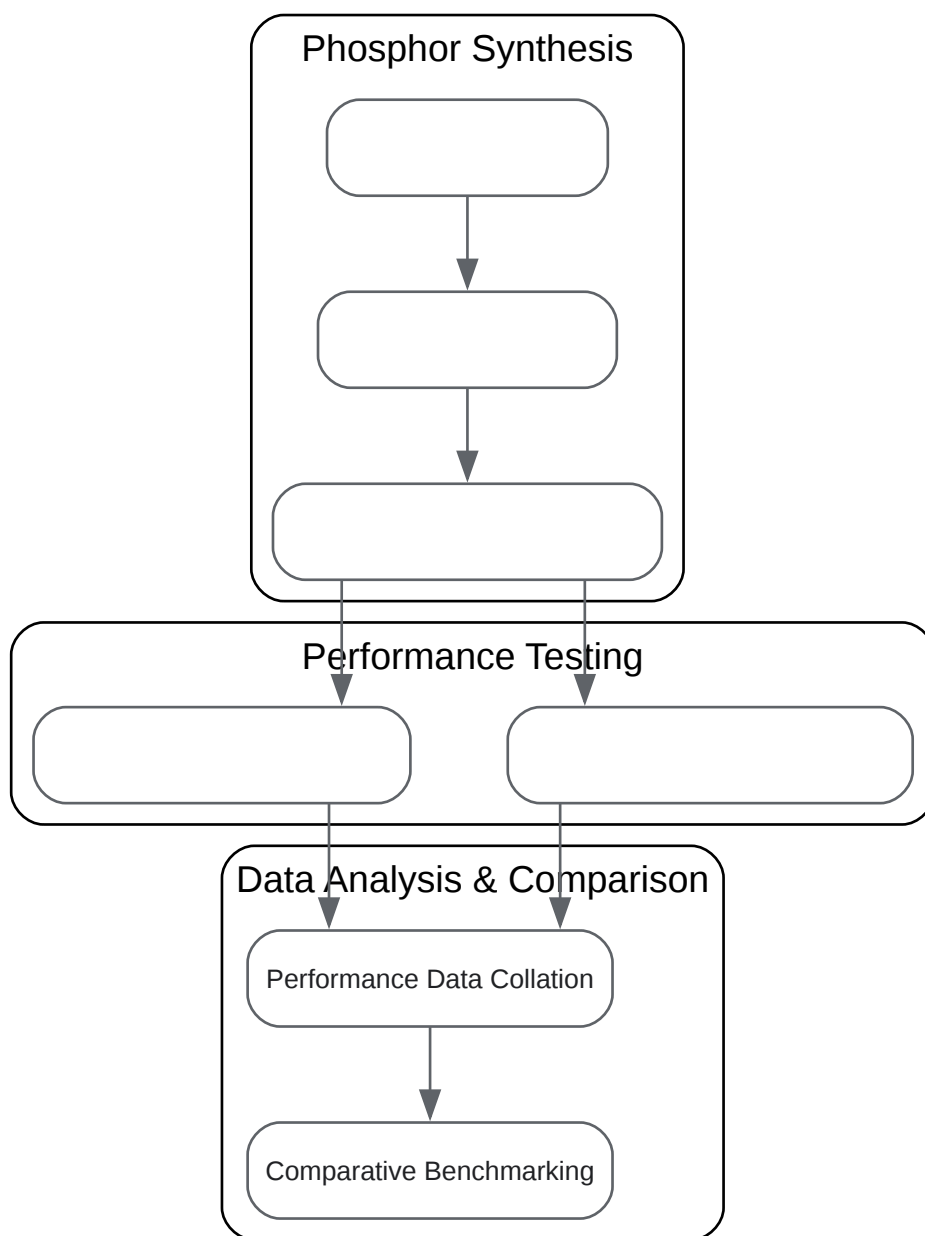 Phosphor Synthesis
Performance Testing
Data Analysis & Comparison
Performance Data Collation
Comparative Benchmarking